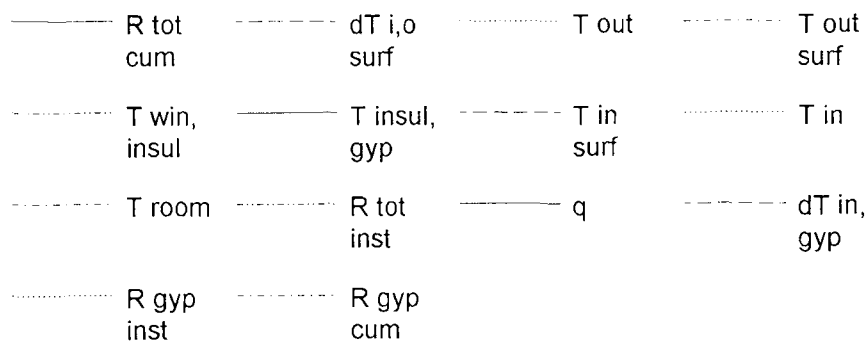 R tot cum
dT i,o surf
T out
T out surf
T win, insul
T insul, gyp
T in surf
T in
T room
R tot inst
q
dT in, gyp
R gyp inst
R gyp cum